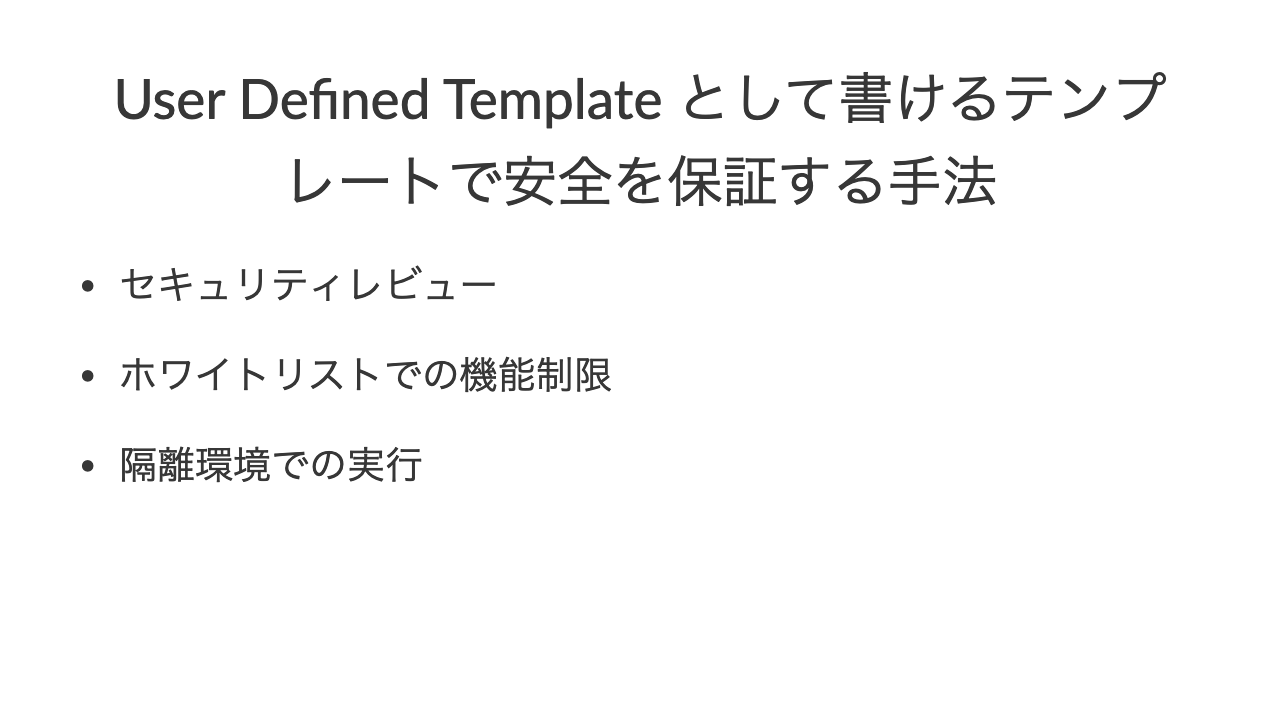 User Defined Template として書けるテンプ
レートで安全を保証する手法
• セキュリティレビュー
• ホワイトリストでの機能制限
• 隔離環境での実行